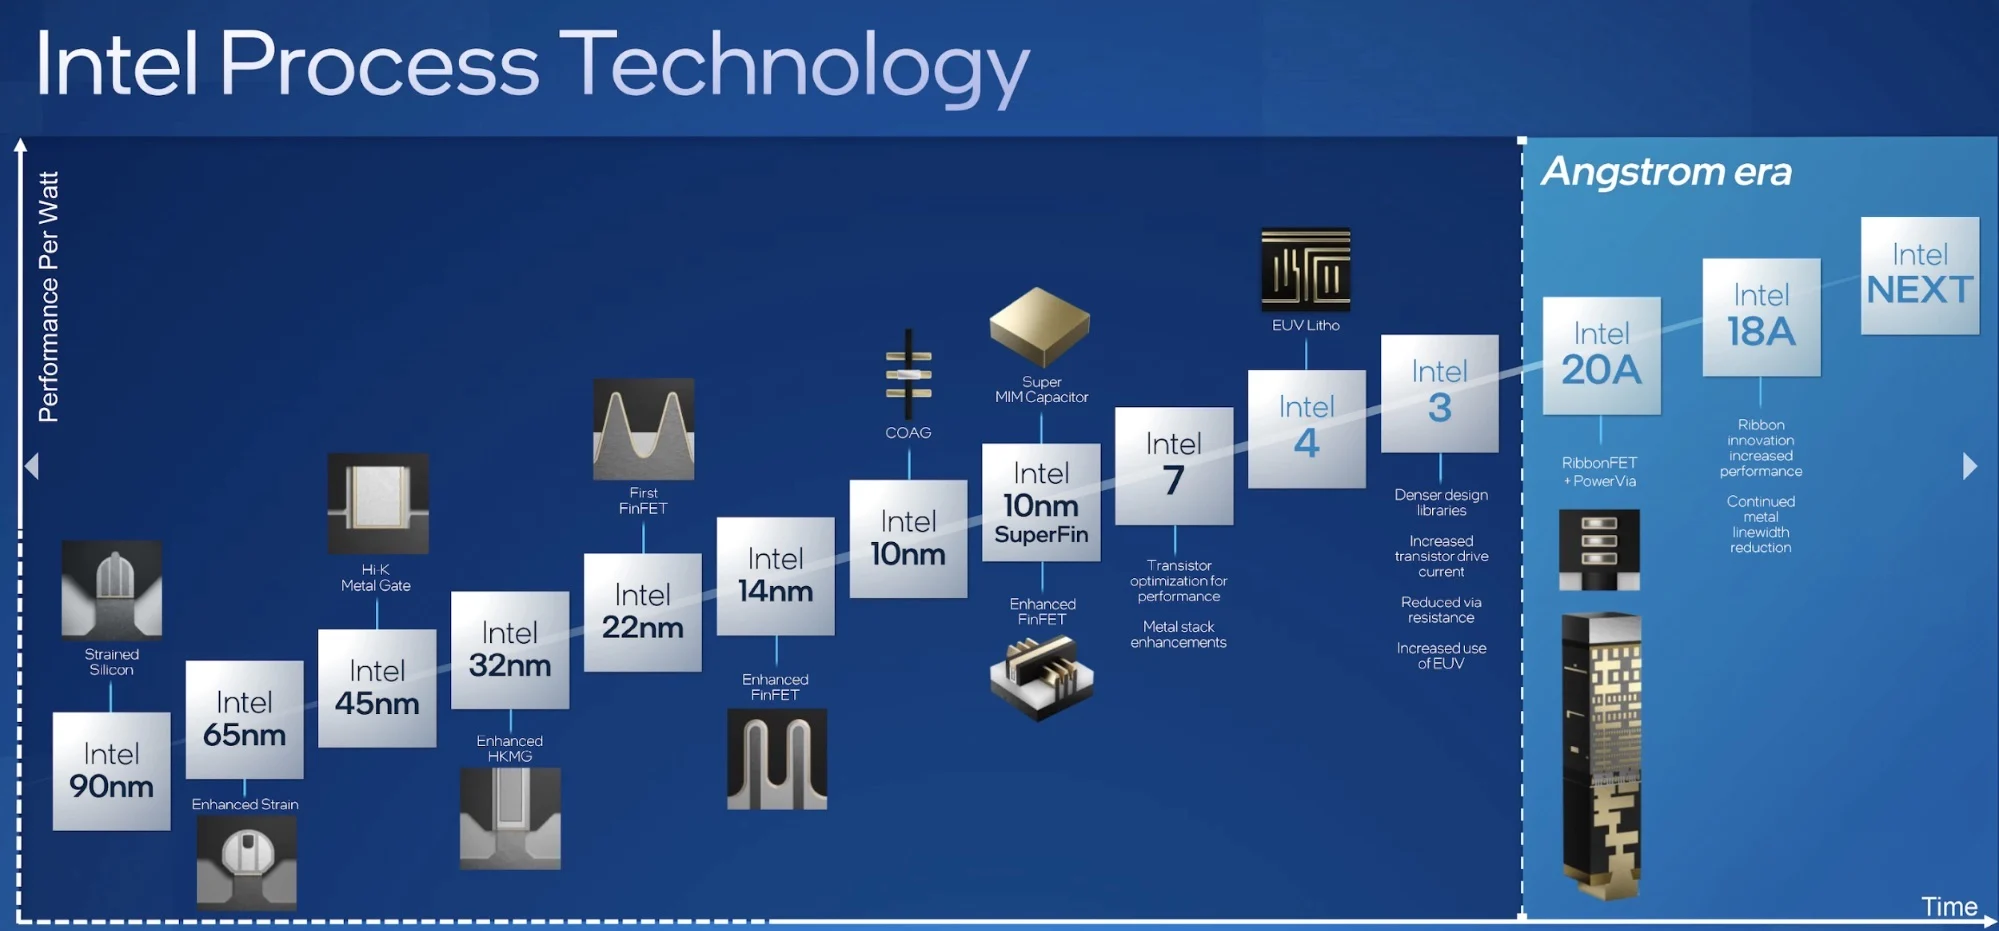 Intel Process Technology
Performance Per Watt
Strained
Silicon
Intel
90nm
Intel
65nm
Enhanced Strain
Hi-K
Metal Gate
Intel
45nm
Intel
32nm
Enhanced
HKMG
First
FinFET
Intel
22nm
Intel
14nm
Enhanced
FinFET
COAG
Intel
10nm
Super
MIM Capacitor
Intel
10nm
SuperFin
Enhanced
FinFET
Intel
7
Transistor
optimization for
performance
Metal stack
enhancements
EUV Litho
Intel
4
Intel
3
Denser design
libraries
Increased
transistor drive
current
Reduced via
resistance
Increased use
of EUV
Angstrom era
Intel
20A
RibbonFET
+ PowerVia
Intel
18A
Ribbon
innovation
increased
performance
Continued
metal
linewidth
reduction
Intel
NEXT
Time